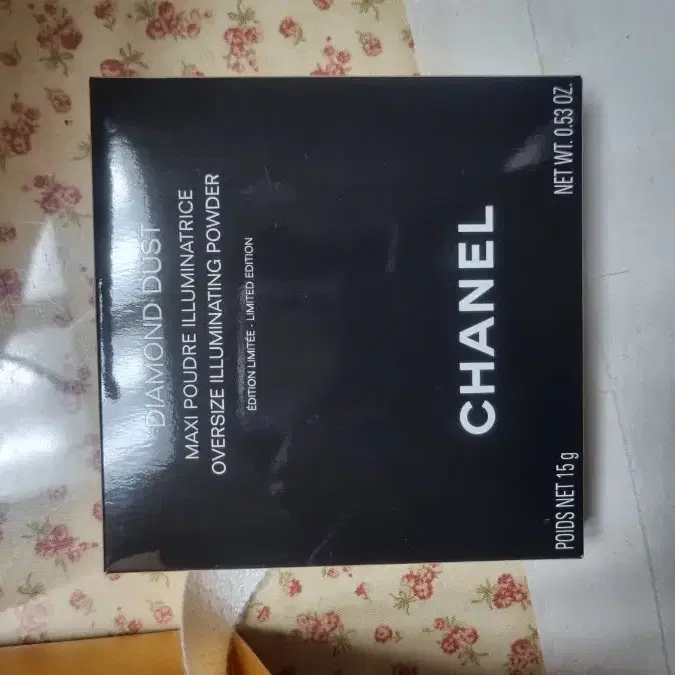 DIAMOND DUST
MAXI POUDRE ILLUMINATRICE
OVERSIZE ILLUMINATING POWDER
ÉDITION LIMITÉE - LIMITED EDITION
CHANEL
POIDS NET 15 g NET WT. 0.53 OZ.